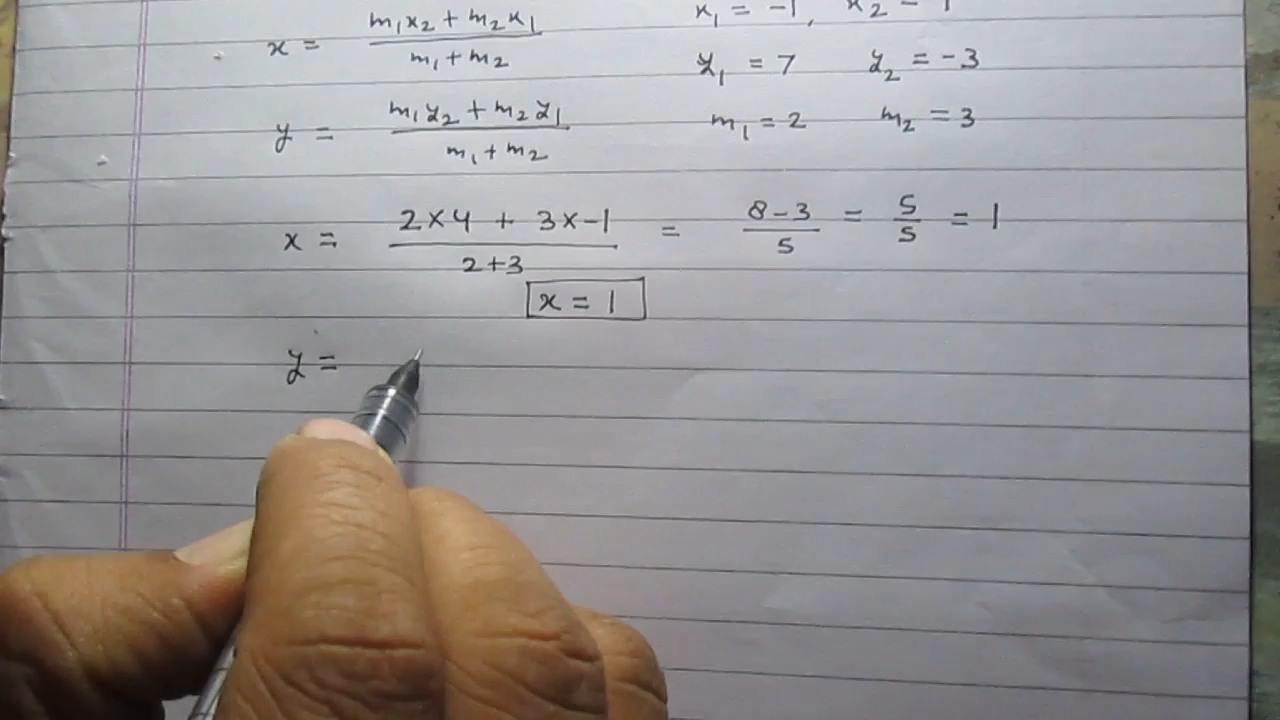 x = (m₁x₂ + m₂x₁) / (m₁ + m₂)    x₁ = -1, x₂ =
y₁ = 7    y₂ = -3
y = (m₁y₂ + m₂y₁) / (m₁ + m₂)    m₁ = 2    m₂ = 3
x = (2×4 + 3×-1) / (2+3) = (8-3) / 5 = 5/5 = 1
x = 1
y =